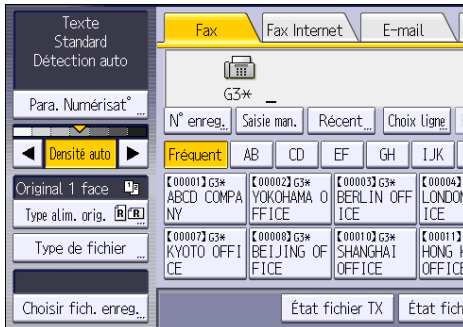 Texte
Standard
Détection auto
Para. Numérisat°
Densité auto
Original 1 face
Type alim. orig.
Type de fichier
Choisir fich. enreg.
Fax
Fax Internet
E-mail
G3* _
N° enreg.
Saisie man.
Récent
Choix ligne
Fréquent
AB
CD
EF
GH
IJK
【00001】G3*
ABCD COMPA
NY
【00002】G3*
YOKOHAMA O
FFICE
【00003】G3*
BERLIN OFF
ICE
【00004】
LONDON
ICE
【00007】G3*
KYOTO OFFI
CE
【00008】G3*
BEIJING OF
FICE
【00010】G3*
SHANGHAI
OFFICE
【00011】
HONG K
OFFICE
État fichier TX
État fich